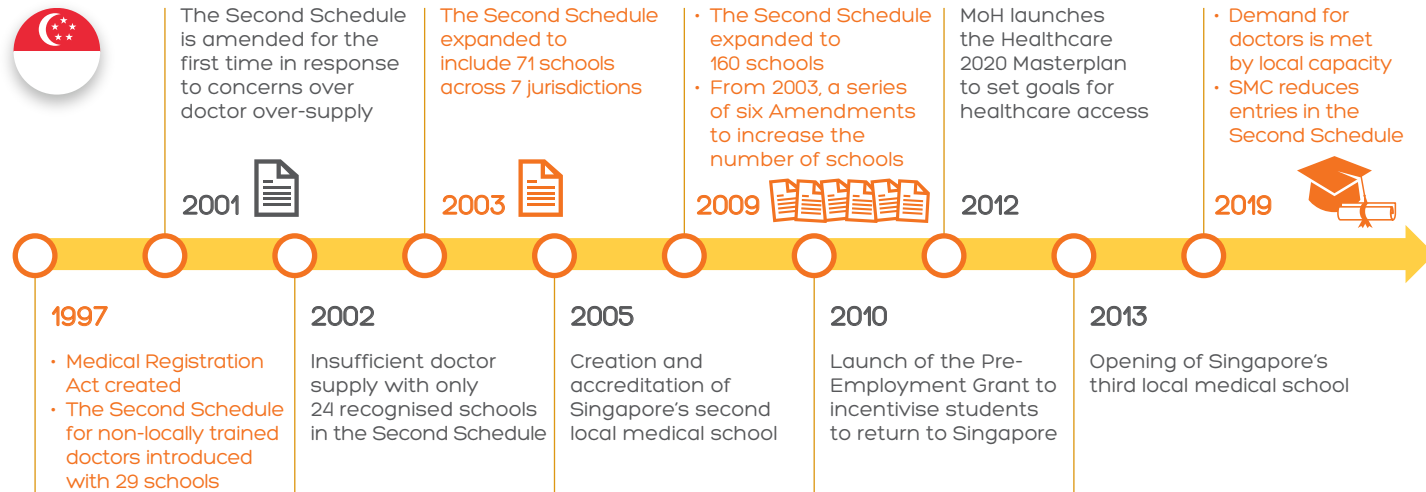 The Second Schedule
is amended for the
first time in response
to concerns over
doctor over-supply
2001
The Second Schedule
expanded to
include 71 schools
across 7 jurisdictions
2003
• The Second Schedule
expanded to
160 schools
• From 2003, a series
of six Amendments
to increase the
number of schools
2009
MoH launches
the Healthcare
2020 Masterplan
to set goals for
healthcare access
2012
• Demand for
doctors is met
by local capacity
• SMC reduces
entries in the
Second Schedule
2019
1997
• Medical Registration
Act created
• The Second Schedule
for non-locally trained
doctors introduced
with 29 schools
2002
Insufficient doctor
supply with only
24 recognised schools
in the Second Schedule
2005
Creation and
accreditation of
Singapore's second
local medical school
2010
Launch of the Pre-
Employment Grant to
incentivise students
to return to Singapore
2013
Opening of Singapore's
third local medical school